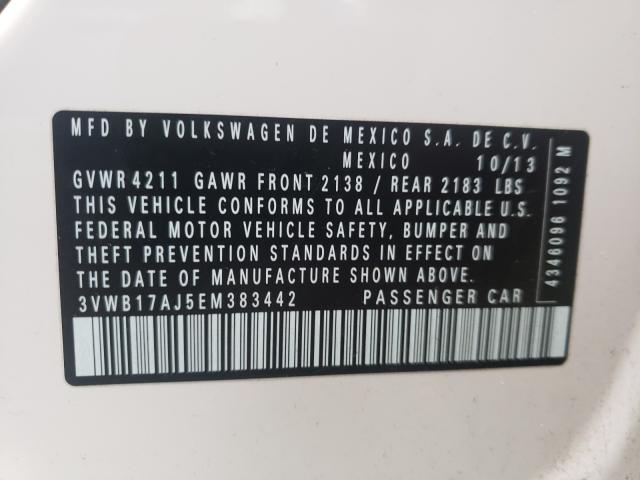 MFD BY VOLKSWAGEN DE MEXICO S.A. DE C.V.
MEXICO 10/13
GVWR 4211 GAWR FRONT 2138 / REAR 2183 LBS
THIS VEHICLE CONFORMS TO ALL APPLICABLE U.S.
FEDERAL MOTOR VEHICLE SAFETY, BUMPER AND
THEFT PREVENTION STANDARDS IN EFFECT ON
THE DATE OF MANUFACTURE SHOWN ABOVE.
3VWB17AJ5EM383442 PASSENGER CAR
4346096 1092 M